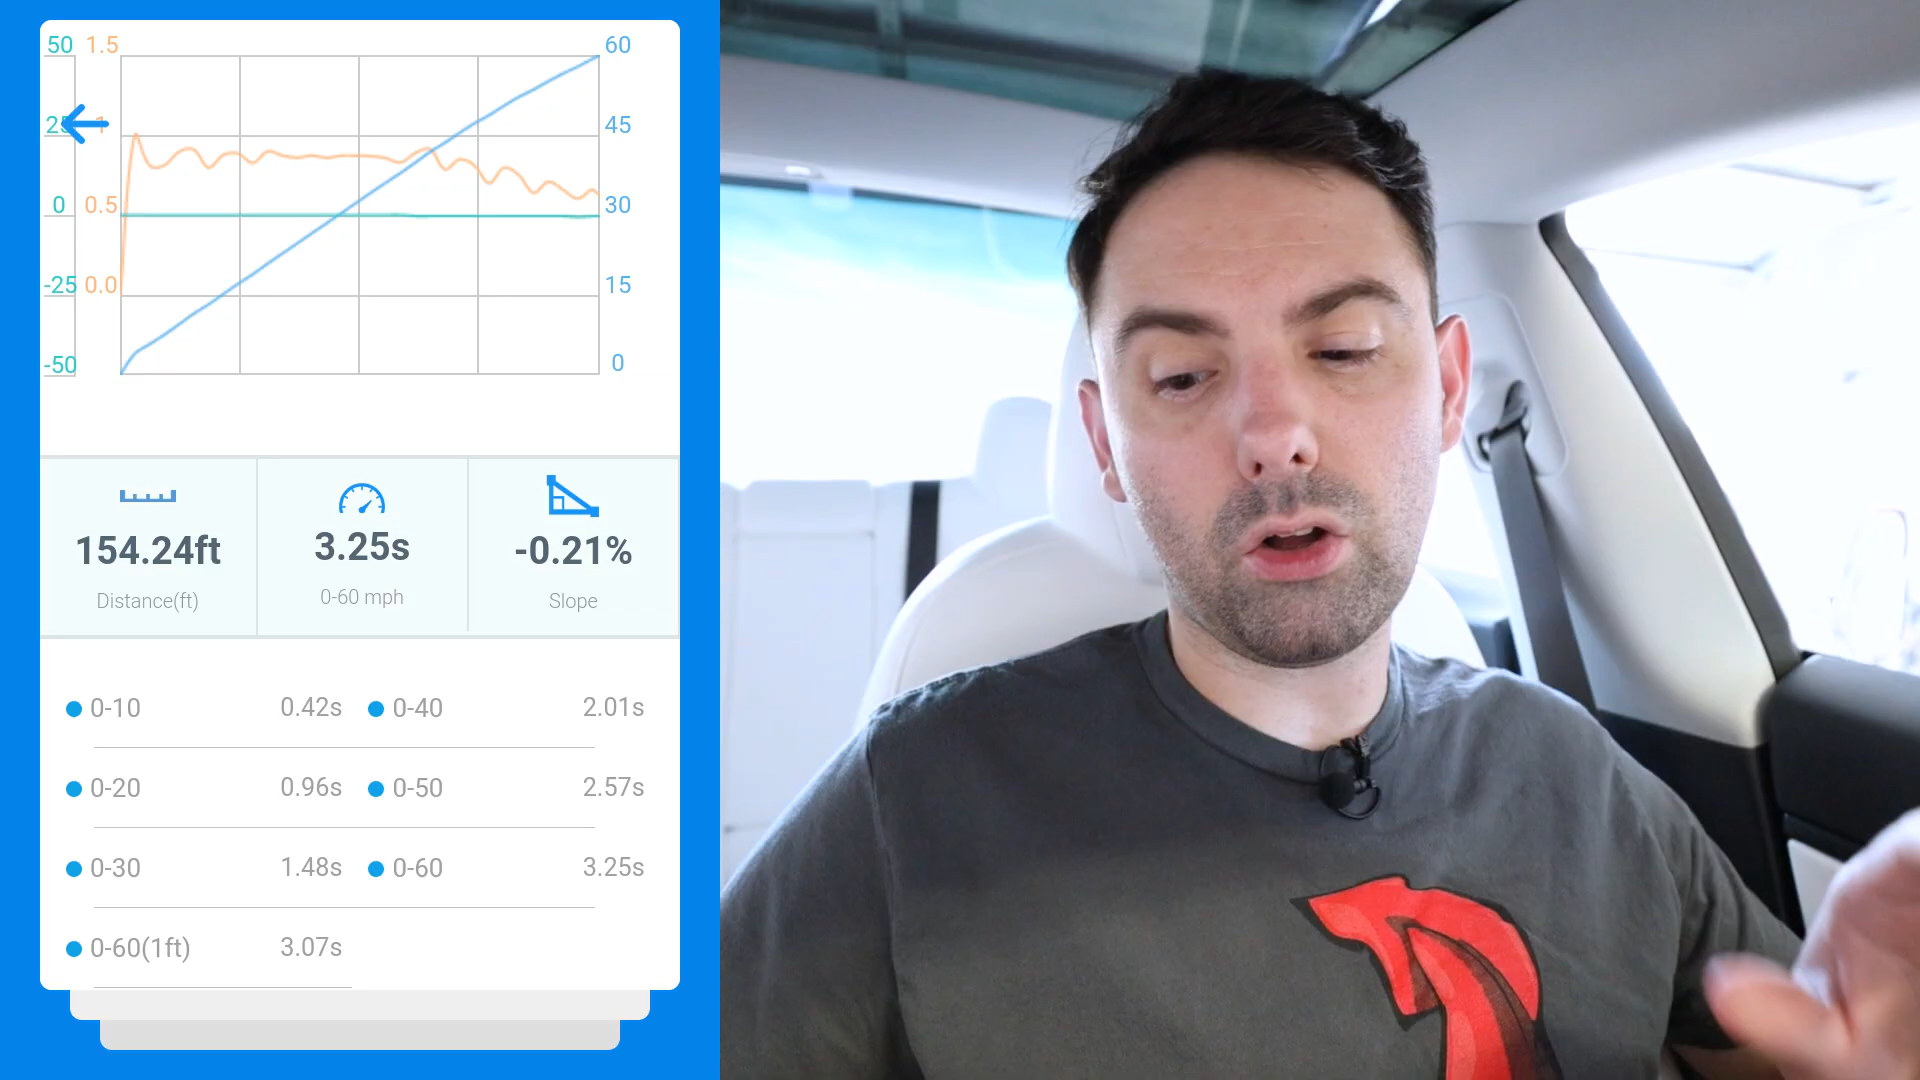 50 1.5 60
25 1 45
0 0.5 30
-25 0.0 15
-50 0
154.24ft 3.25s -0.21%
Distance(ft) 0-60 mph Slope
0-10 0.42s 0-40 2.01s
0-20 0.96s 0-50 2.57s
0-30 1.48s 0-60 3.25s
0-60(1ft) 3.07s